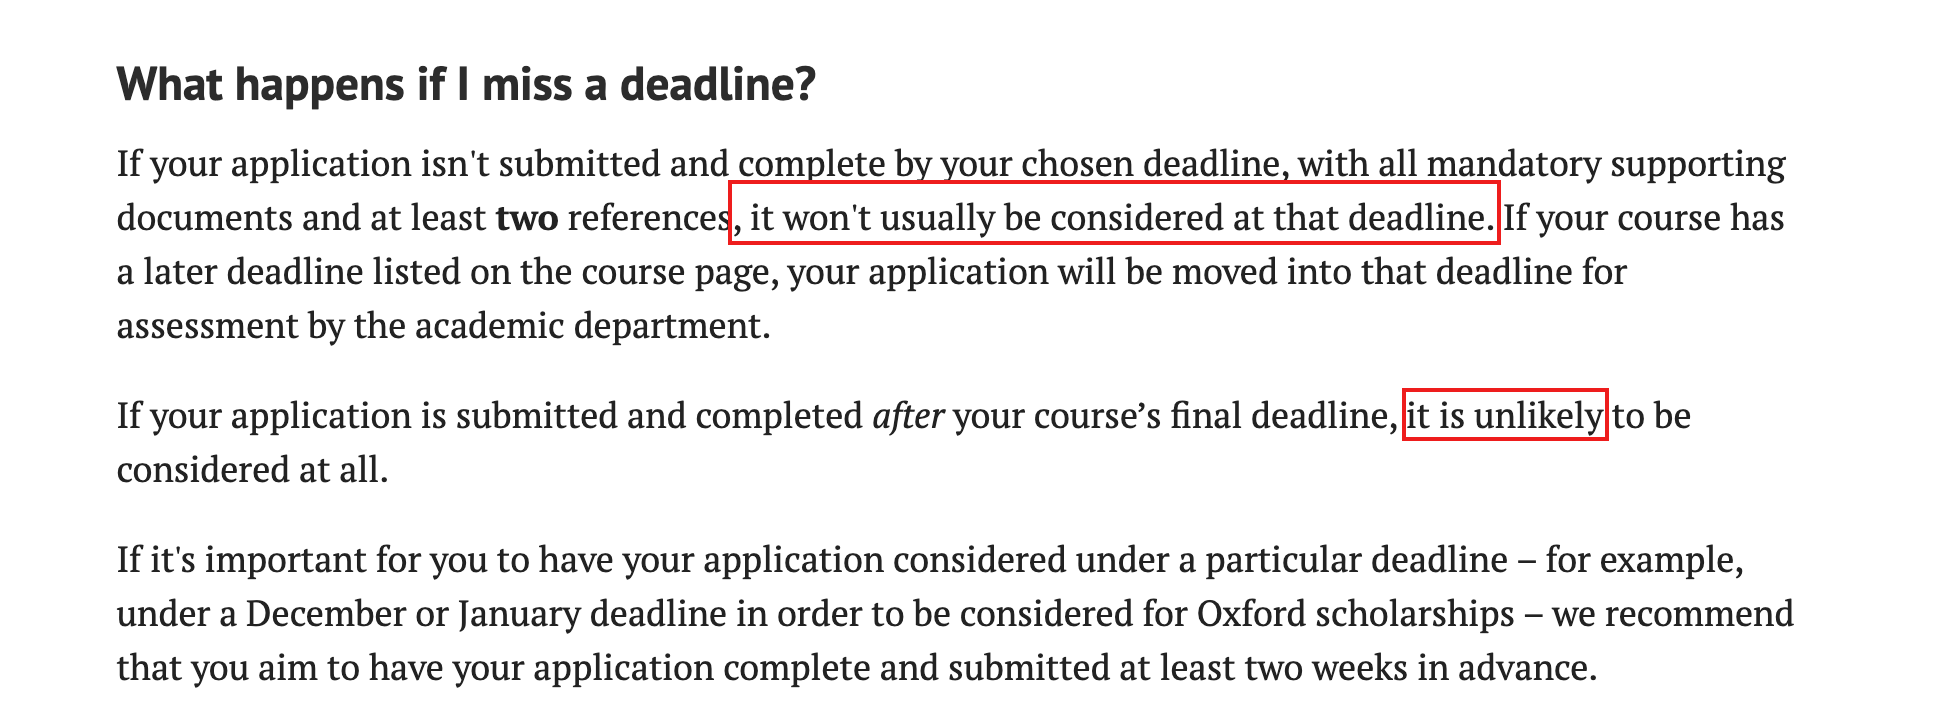 What happens if I miss a deadline?
If your application isn't submitted and complete by your chosen deadline, with all mandatory supporting
documents and at least two references, it won't usually be considered at that deadline. If your course has
a later deadline listed on the course page, your application will be moved into that deadline for
assessment by the academic department.
If your application is submitted and completed after your course’s final deadline, it is unlikely to be
considered at all.
If it's important for you to have your application considered under a particular deadline – for example,
under a December or January deadline in order to be considered for Oxford scholarships – we recommend
that you aim to have your application complete and submitted at least two weeks in advance.